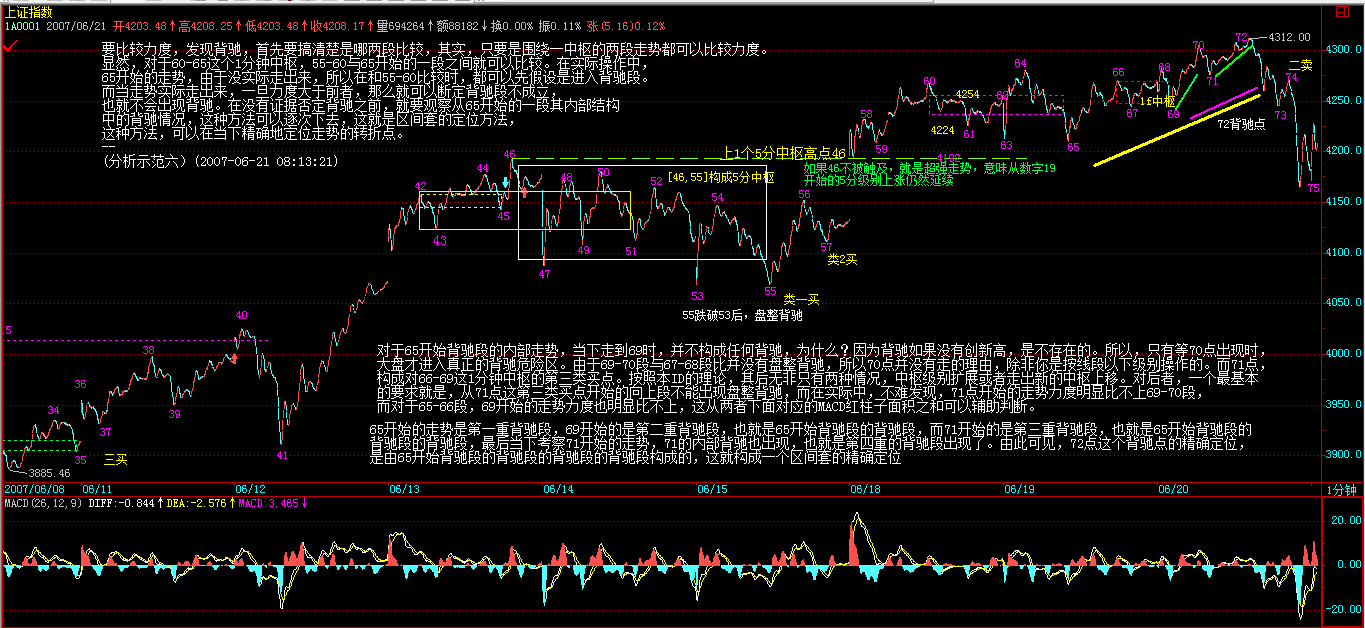 上证指数
1A0001 2007/06/21 开4203.48↑高4208.25↑低4203.48↑收4208.17↑量694264↑额88182↓换0.00% 振0.11% 涨(5.16)0.12%
要比较力度，发现背驰，首先要搞清楚是哪两段比较，其实，只要是围绕一中枢的两段走势都可以比较力度。
显然，对于60-65这个1分钟中枢，55-60与65开始的一段之间就可以比较。在实际操作中，
65开始的走势，由于没实际走出来，所以在和55-60比较时，都可以先假设是进入背驰段。
而当走势实际走出来，一旦力度大于前者，那么就可以断定背驰段不成立，
也就不会出现背驰。在没有证据否定背驰之前，就要观察从65开始的一段其内部结构
中的背驰情况，这种方法可以逐次下去，这就是区间套的定位方法，
这种方法，可以在当下精确地定位走势的转折点。
--
(分析示范六) (2007-06-21 08:13:21)
4312.00
4300.0
4250.0
4200.0
4150.0
4100.0
4050.0
4000.0
3950.0
3900.0
二卖
70
72
71
74
73
75
72背驰点
1f中枢
66
67
68
69
60
4254
4224
61
62
63
64
65
58
59
上1个5分中枢高点46
4192
如果46不被触及，就是超强走势，意味从数字19
开始的5分级别上涨仍然延续
[46,55]构成5分中枢
42
43
44
45
46
47
48
49
50
51
52
53
54
55
56
57
类2买
类一买
55跌破53后，盘整背驰
5
34
35
36
37
38
39
40
41
三买
3885.46
对于65开始背驰段的内部走势，当下走到69时，并不构成任何背驰，为什么？因为背驰如果没有创新高，是不存在的。所以，只有等70点出现时，
大盘才进入真正的背驰危险区。由于69-70段与67-68段比并没有盘整背驰，所以70点并没有走的理由，除非你是按线段以下级别操作的。而71点，
构成对66-69这1分钟中枢的第三类买点。按照本ID的理论，其后无非只有两种情况，中枢级别扩展或者走出新的中枢上移。对后者，一个最基本
的要求就是，从71点这第三类买点开始的向上段不能出现盘整背驰，而在实际中，不难发现，71点开始的走势力度明显比不上69-70段，
而对于65-66段，69开始的走势力度也明显比不上，这从两者下面对应的MACD红柱子面积之和可以辅助判断。
65开始的走势是第一重背驰段，69开始的是第二重背驰段，也就是65开始背驰段的背驰段，而71开始的是第三重背驰段，也就是65开始背驰段的
背驰段的背驰段，最后当下考察71开始的走势，71的内部背驰也出现，也就是第四重的背驰段出现了。由此可见，72点这个背驰点的精确定位，
是由65开始背驰段的背驰段的背驰段的背驰段构成的，这就构成一个区间套的精确定位
2007/06/08 06/11 06/12 06/13 06/14 06/15 06/18 06/19 06/20 1分钟
MACD(26,12,9) DIFF:-0.844↑DEA:-2.576↑MACD:3.465↓
20.00
0.00
-20.00